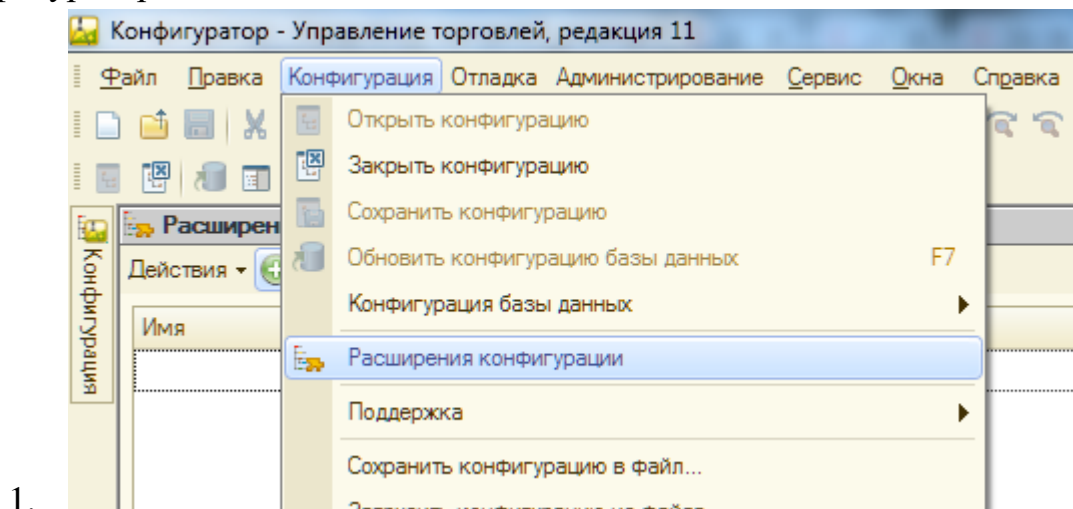 Конфигуратор - Управление торговлей, редакция 11
Файл Правка Конфигурация Отладка Администрирование Сервис Окна Справка
Открыть конфигурацию
Закрыть конфигурацию
Сохранить конфигурацию
Расширен
Обновить конфигурацию базы данных F7
Действия
Конфигурация базы данных
Имя
Конфигурация
Расширения конфигурации
Поддержка
Сохранить конфигурацию в файл...
1.